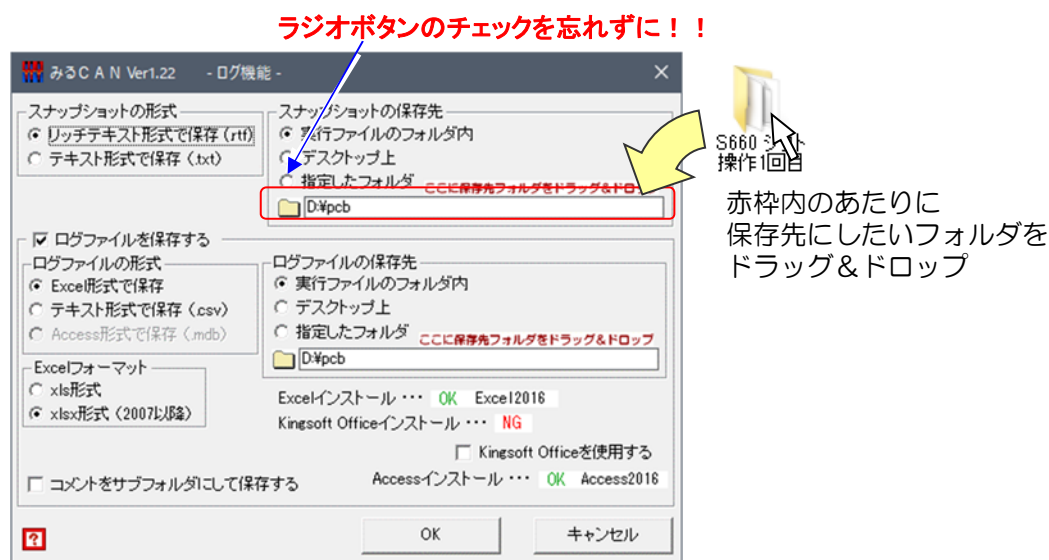 ラジオボタンのチェックを忘れずに！！
みるＣＡＮ Ver1.22 - ログ機能 -
スナップショットの形式
リッチテキスト形式で保存 (rtf)
テキスト形式で保存 (.txt)
スナップショットの保存先
実行ファイルのフォルダ内
デスクトップ上
指定したフォルダ
ここに保存先フォルダをドラッグ&ドロップ
D:¥pcb
S660 シフト
操作1回目
赤枠内のあたりに
保存先にしたいフォルダを
ドラッグ＆ドロップ
ログファイルを保存する
ログファイルの形式
Excel形式で保存
テキスト形式で保存 (.csv)
Access形式で保存 (.mdb)
ログファイルの保存先
実行ファイルのフォルダ内
デスクトップ上
指定したフォルダ
ここに保存先フォルダをドラッグ&ドロップ
D:¥pcb
Excelフォーマット
xls形式
xlsx形式 (2007以降)
Excelインストール ・・・ OK Excel2016
Kingsoft Officeインストール ・・・ NG
Kingsoft Officeを使用する
コメントをサブフォルダにして保存する
Accessインストール ・・・ OK Access2016
?
OK
キャンセル